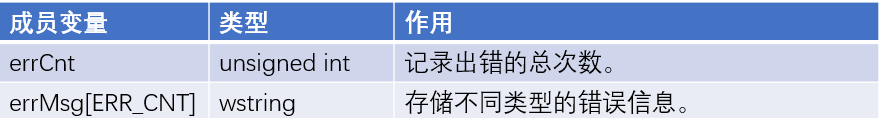 成员变量 类型 作用
errCnt unsigned int 记录出错的总次数。
errMsg[ERR_CNT] wstring 存储不同类型的错误信息。